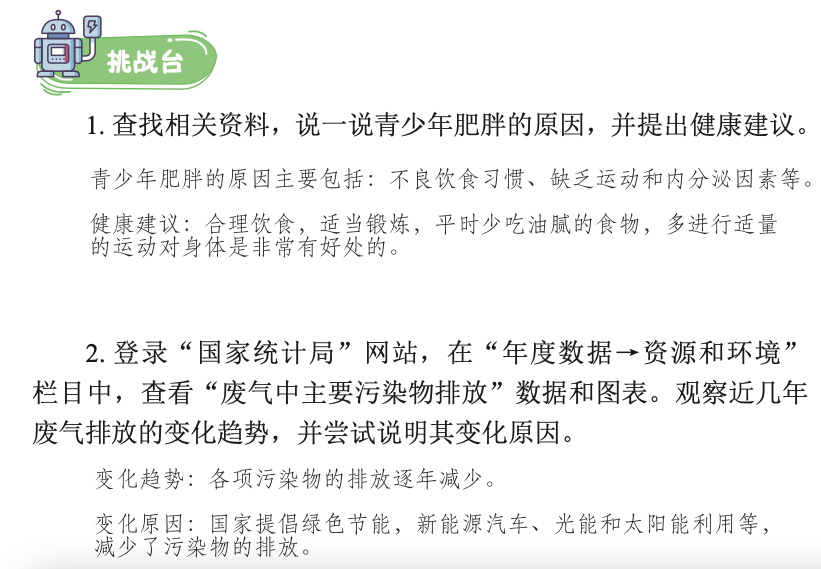 挑战台
1. 查找相关资料，说一说青少年肥胖的原因，并提出健康建议。
青少年肥胖的原因主要包括：不良饮食习惯、缺乏运动和内分泌因素等。
健康建议：合理饮食，适当锻炼，平时少吃油腻的食物，多进行适量
的运动对身体是非常有好处的。
2. 登录“国家统计局”网站，在“年度数据→资源和环境”
栏目中，查看“废气中主要污染物排放”数据和图表。观察近几年
废气排放的变化趋势，并尝试说明其变化原因。
变化趋势：各项污染物的排放逐年减少。
变化原因：国家提倡绿色节能，新能源汽车、光能和太阳能利用等，
减少了污染物的排放。